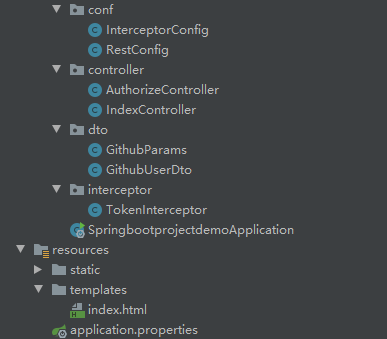 conf
InterceptorConfig
RestConfig
controller
AuthorizeController
IndexController
dto
GithubParams
GithubUserDto
interceptor
TokenInterceptor
SpringbootprojectdemoApplication
resources
static
templates
index.html
application.properties